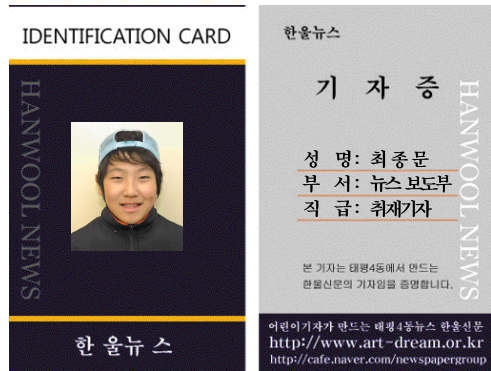 IDENTIFICATION CARD
HANWOOL NEWS
한 울뉴 스
한울뉴스
기 자 증
HANWOOL NEWS
성 명: 최종문
부 서: 뉴스 보도부
직 급: 취재기자
본 기자는 태평4동에서 만드는
한울신문의 기자임을 증명합니다.
어린이기자가 만드는 태평4동뉴스 한울신문
http://www.art-dream.or.kr
http://cafe.naver.com/newspapergroup